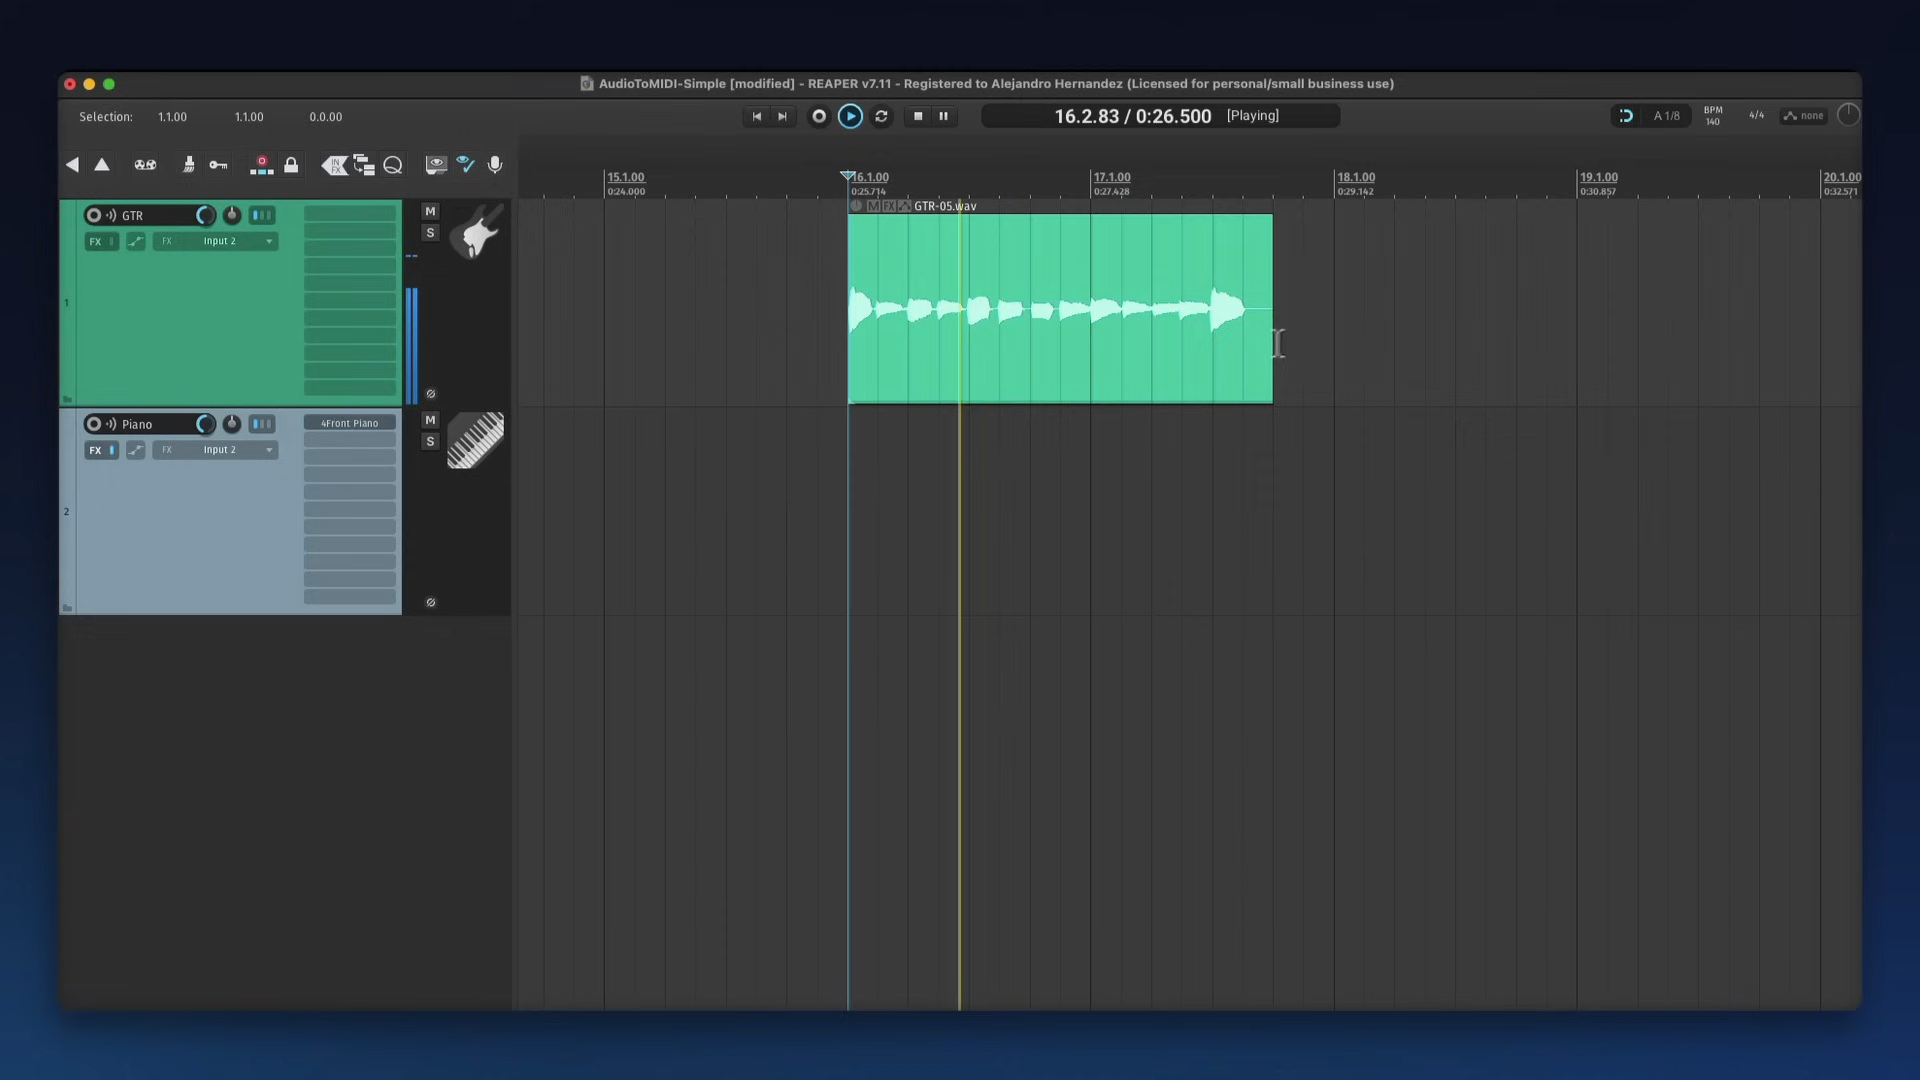 AudioToMIDI-Simple [modified] - REAPER v7.11 - Registered to Alejandro Hernandez (Licensed for personal/small business use)
Selection: 1.1.00 1.1.00 0.0.00
16.2.83 / 0:26.500 [Playing]
A 1/8
BPM
140
4/4
none
IN
FX
15.1.00
0:24.000
16.1.00
0:25.714
17.1.00
0:27.428
18.1.00
0:29.142
19.1.00
0:30.857
20.1.00
0:32.571
M FX GTR-05.wav
1
GTR
FX
FX Input 2
M
S
2
Piano
FX
FX Input 2
4Front Piano
M
S